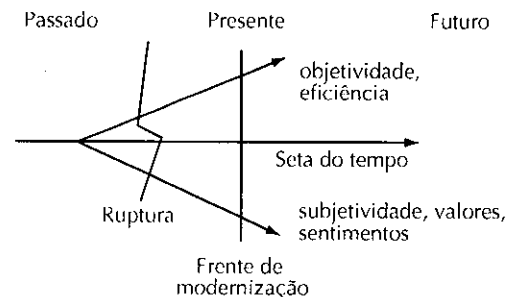 Passado
Presente
Futuro
objetividade,
eficiência
Seta do tempo
Ruptura
subjetividade, valores,
sentimentos
Frente de
modernização